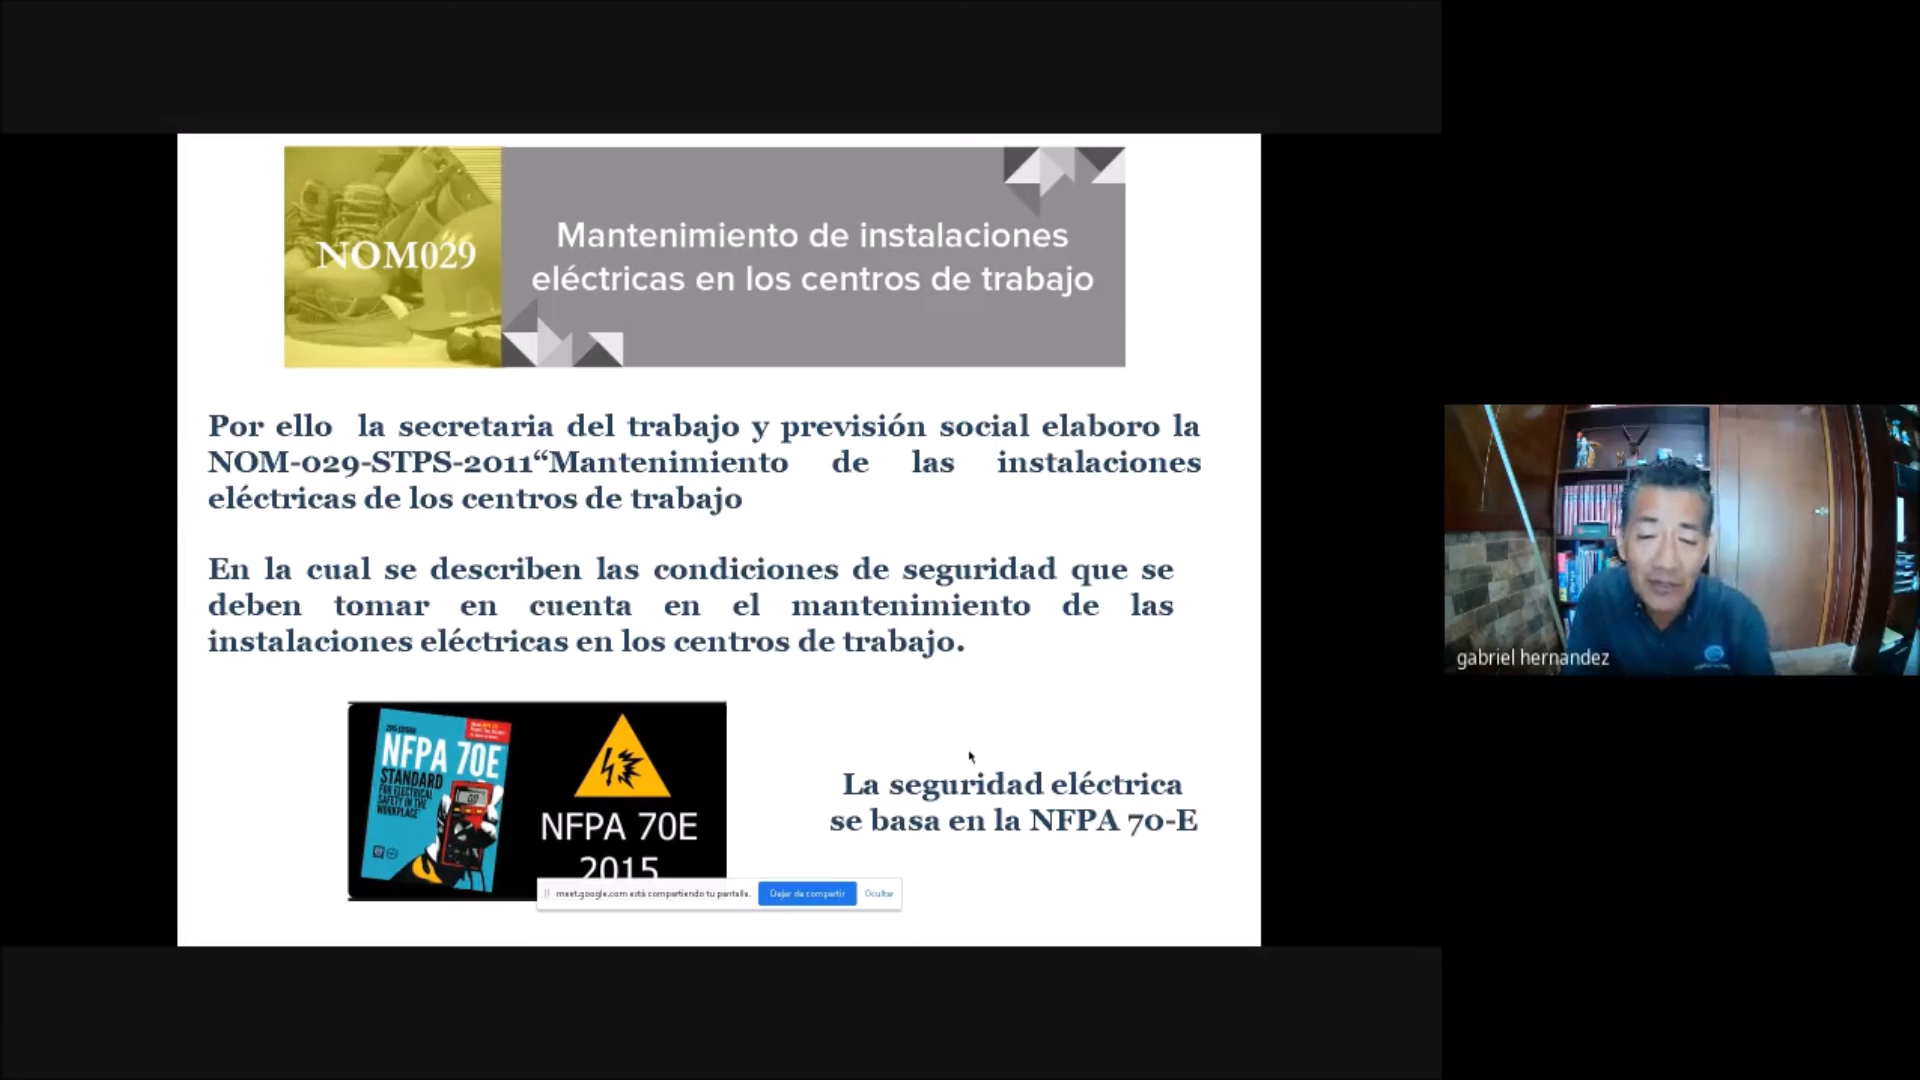 NOM029
Mantenimiento de instalaciones
eléctricas en los centros de trabajo
Por ello la secretaria del trabajo y previsión social elaboro la
NOM-029-STPS-2011“Mantenimiento de las instalaciones
eléctricas de los centros de trabajo
En la cual se describen las condiciones de seguridad que se
deben tomar en cuenta en el mantenimiento de las
instalaciones eléctricas en los centros de trabajo.
2015 EDITION
NFPA 70E
STANDARD
FOR ELECTRICAL
SAFETY IN THE
WORKPLACE
NFPA 70E
2015
La seguridad eléctrica
se basa en la NFPA 70-E
meet.google.com está compartiendo tu pantalla.
Dejar de compartir
Ocultar
gabriel hernandez